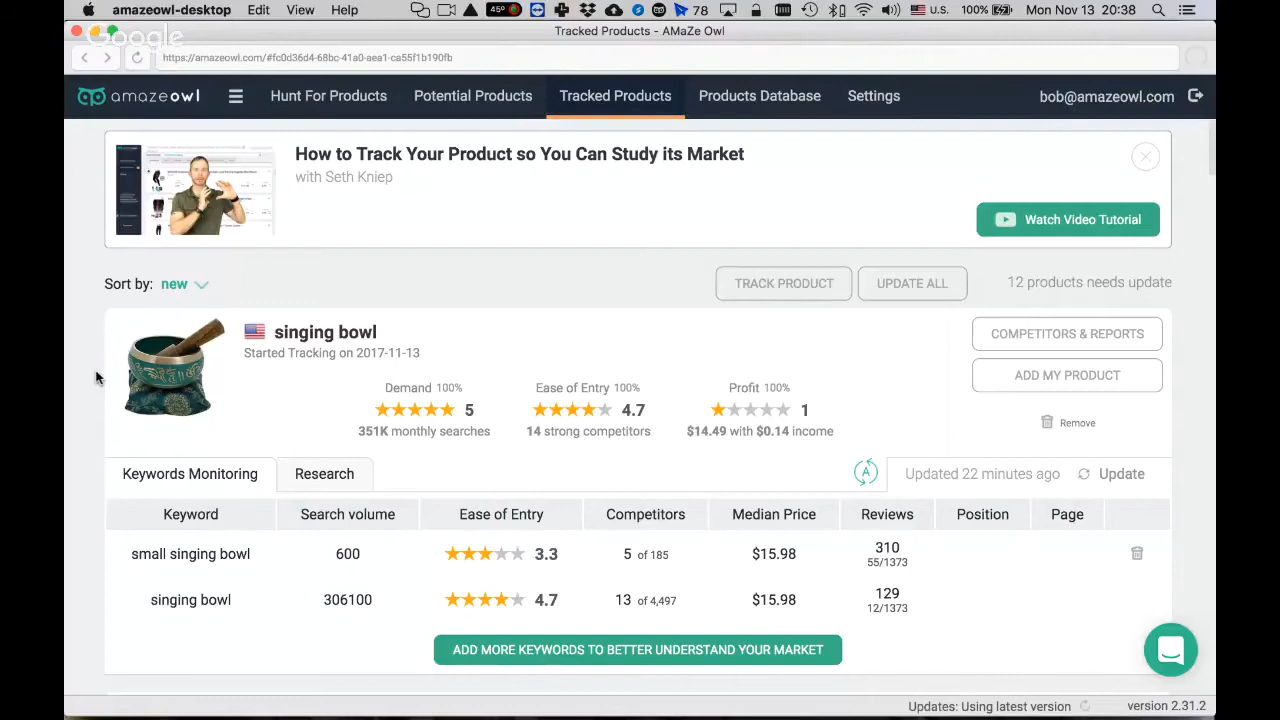 amazeowl-desktop Edit View Help 45° 78 U.S. 100% Mon Nov 13 20:38
Google
Tracked Products - AMaZe Owl
https://amazeowl.com/#fc0d36d4-68bc-41a0-aea1-ca55f1b190fb
amazeowl Hunt For Products Potential Products Tracked Products Products Database Settings bob@amazeowl.com
How to Track Your Product so You Can Study its Market
with Seth Kniep
Watch Video Tutorial
Sort by: new TRACK PRODUCT UPDATE ALL 12 products needs update
singing bowl
Started Tracking on 2017-11-13
COMPETITORS & REPORTS
ADD MY PRODUCT
Remove
Demand 100% Ease of Entry 100% Profit 100%
5 4.7 1
351K monthly searches 14 strong competitors $14.49 with $0.14 income
Keywords Monitoring Research A Updated 22 minutes ago Update
Keyword Search volume Ease of Entry Competitors Median Price Reviews Position Page
small singing bowl 600 3.3 5 of 185 $15.98 310
55/1373
singing bowl 306100 4.7 13 of 4,497 $15.98 129
12/1373
ADD MORE KEYWORDS TO BETTER UNDERSTAND YOUR MARKET
Updates: Using latest version version 2.31.2